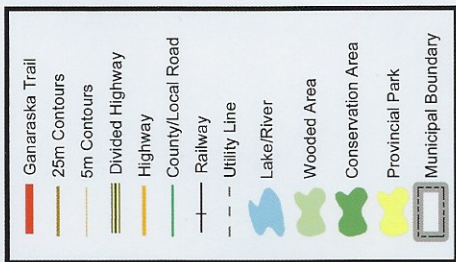 Ganaraska Trail
25m Contours
5m Contours
Divided Highway
Highway
County/Local Road
Railway
Utility Line
Lake/River
Wooded Area
Conservation Area
Provincial Park
Municipal Boundary